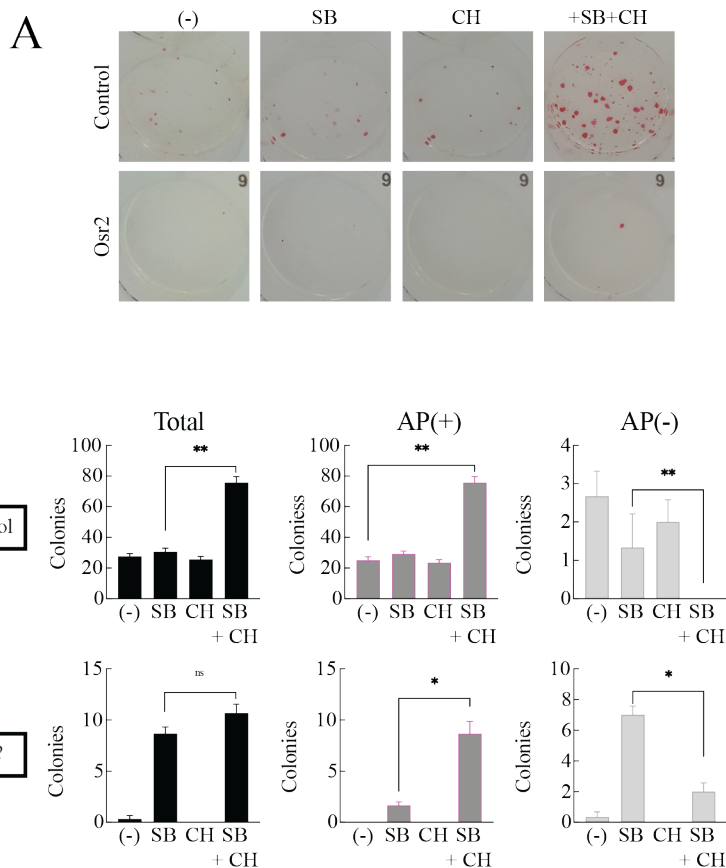 A
(-) SB CH +SB+CH
Control
Osr2
9 9 9 9
Total AP(+) AP(-)
** ** **
100 100 4
80 80 3
60 60 2
40 40 1
20 20 0
0 0
Colonies Coloniess Coloniess
ol
(-) SB CH SB (-) SB CH SB (-) SB CH SB
+ CH + CH + CH
ns * *
15 15 10
10 10 8
5 5 6
0 0 4
2
0
Colonies Colonies Colonies
?
(-) SB CH SB (-) SB CH SB (-) SB CH SB
+ CH + CH + CH